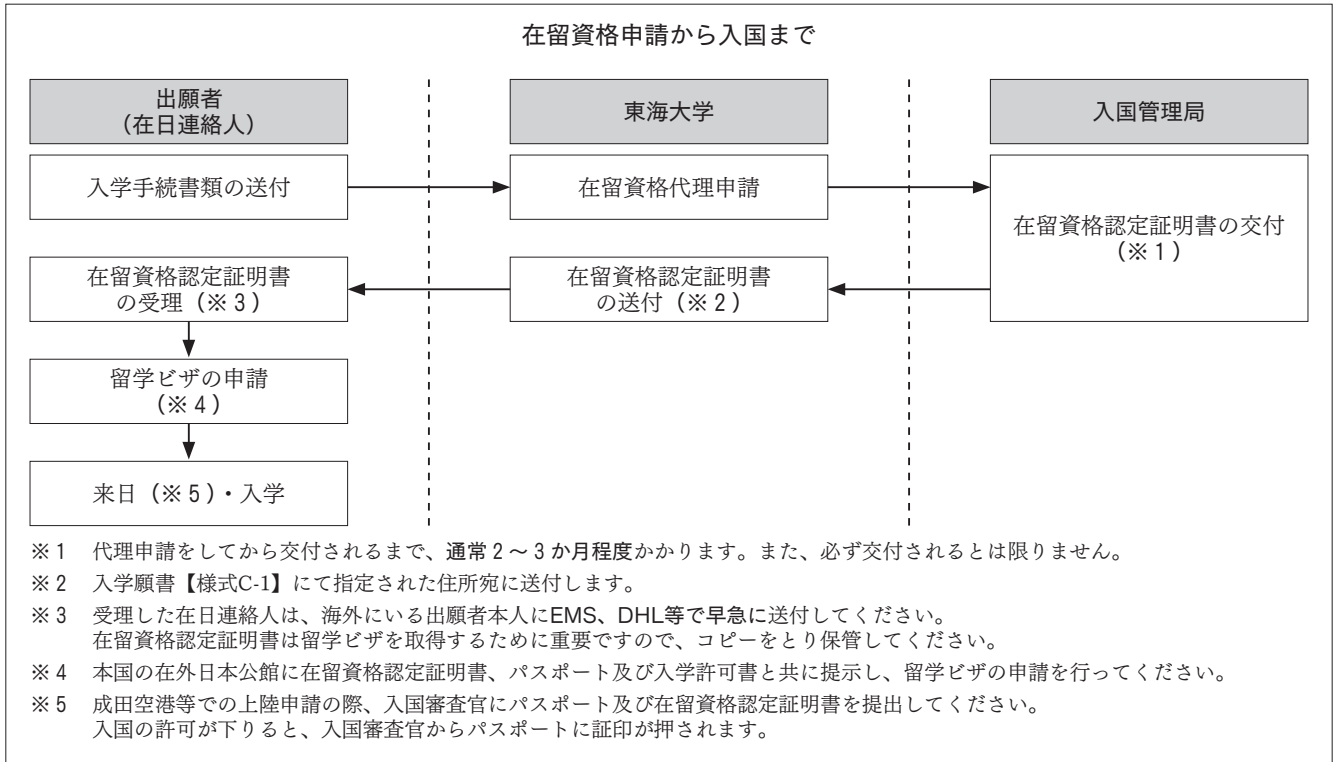 在留資格申請から入国まで
出願者
（在日連絡人）
東海大学
入国管理局
入学手続書類の送付
在留資格代理申請
在留資格認定証明書の交付
（※１）
在留資格認定証明書
の受理（※３）
在留資格認定証明書
の送付（※２）
留学ビザの申請
（※４）
来日（※５）・入学
※１　代理申請をしてから交付されるまで、通常２～３か月程度かかります。また、必ず交付されるとは限りません。
※２　入学願書【様式C-1】にて指定された住所宛に送付します。
※３　受理した在日連絡人は、海外にいる出願者本人にEMS、DHL等で早急に送付してください。
在留資格認定証明書は留学ビザを取得するために重要ですので、コピーをとり保管してください。
※４　本国の在外日本公館に在留資格認定証明書、パスポート及び入学許可書と共に提示し、留学ビザの申請を行ってください。
※５　成田空港等での上陸申請の際、入国審査官にパスポート及び在留資格認定証明書を提出してください。
入国の許可が下りると、入国審査官からパスポートに証印が押されます。